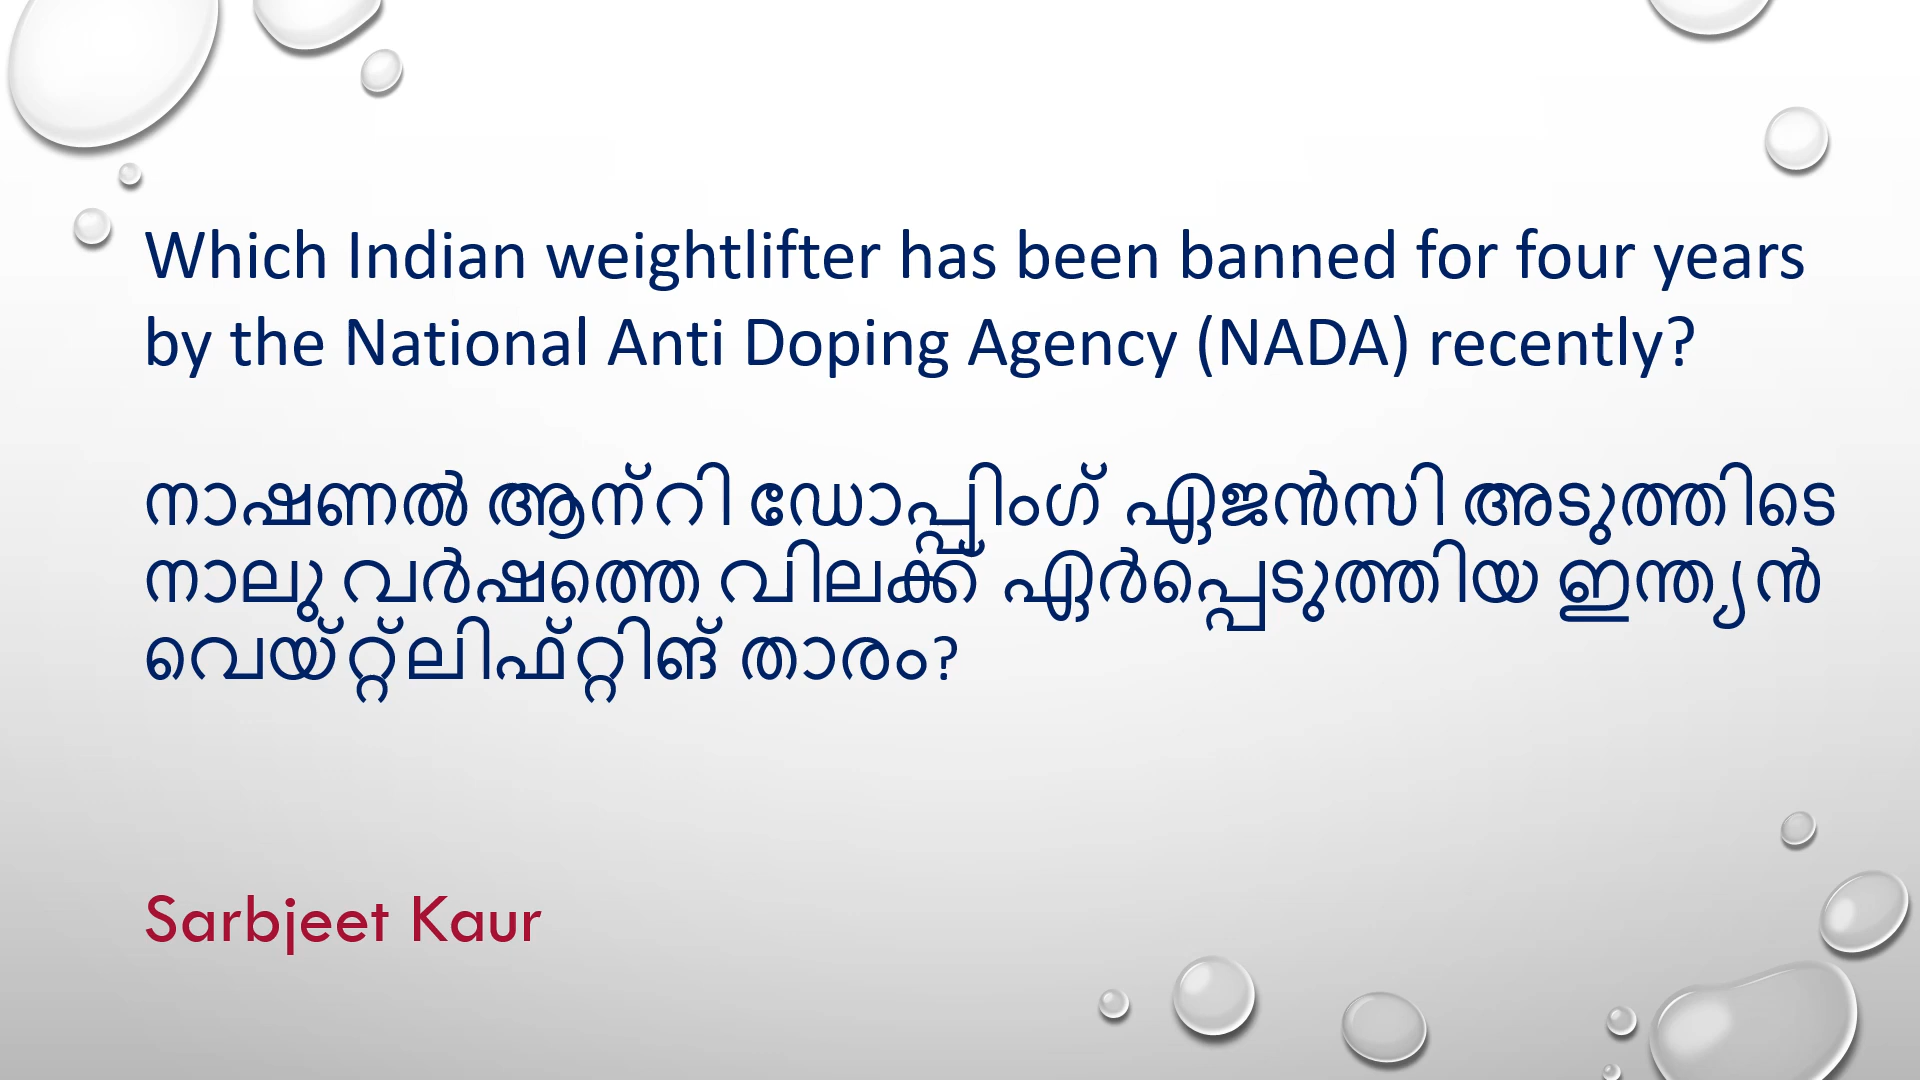 Which Indian weightlifter has been banned for four years
by the National Anti Doping Agency (NADA) recently?
നാഷണൽ ആന്റി ഡോപ്പിംഗ് ഏജൻസി അടുത്തിടെ
നാലു വർഷത്തെ വിലക്ക് ഏർപ്പെടുത്തിയ ഇന്ത്യൻ
വെയ്റ്റ്ലിഫ്റ്റിങ് താരം?
Sarbjeet Kaur